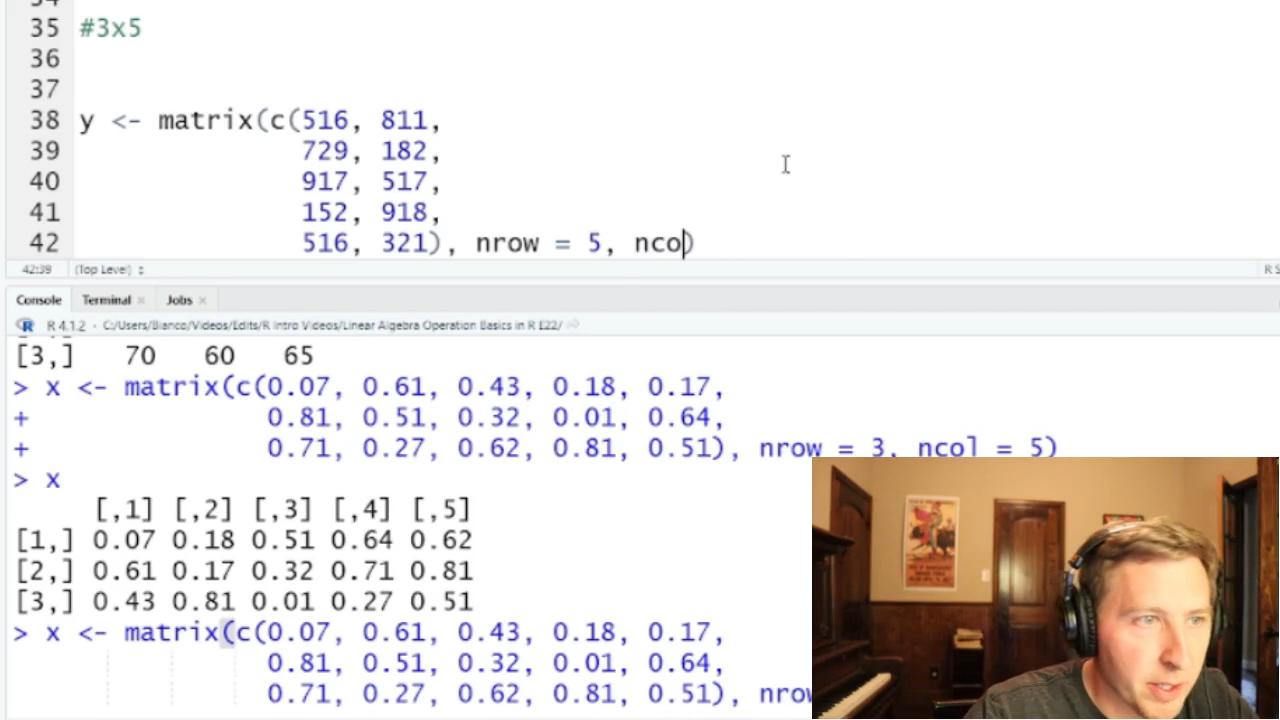 34
35 #3x5
36
37
38 y <- matrix(c(516, 811,
39 729, 182,
40 917, 517,
41 152, 918,
42 516, 321), nrow = 5, nco)
42:39 (Top Level) R S
Console Terminal Jobs
R 4.1.2 · C:/Users/Bianco/Videos/Edits/R Intro Videos/Linear Algebra Operation Basics in R E22/
[3,] 70 60 65
> x <- matrix(c(0.07, 0.61, 0.43, 0.18, 0.17,
+ 0.81, 0.51, 0.32, 0.01, 0.64,
+ 0.71, 0.27, 0.62, 0.81, 0.51), nrow = 3, ncol = 5)
> x
[,1] [,2] [,3] [,4] [,5]
[1,] 0.07 0.18 0.51 0.64 0.62
[2,] 0.61 0.17 0.32 0.71 0.81
[3,] 0.43 0.81 0.01 0.27 0.51
> x <- matrix(c(0.07, 0.61, 0.43, 0.18, 0.17,
0.81, 0.51, 0.32, 0.01, 0.64,
0.71, 0.27, 0.62, 0.81, 0.51), nrow